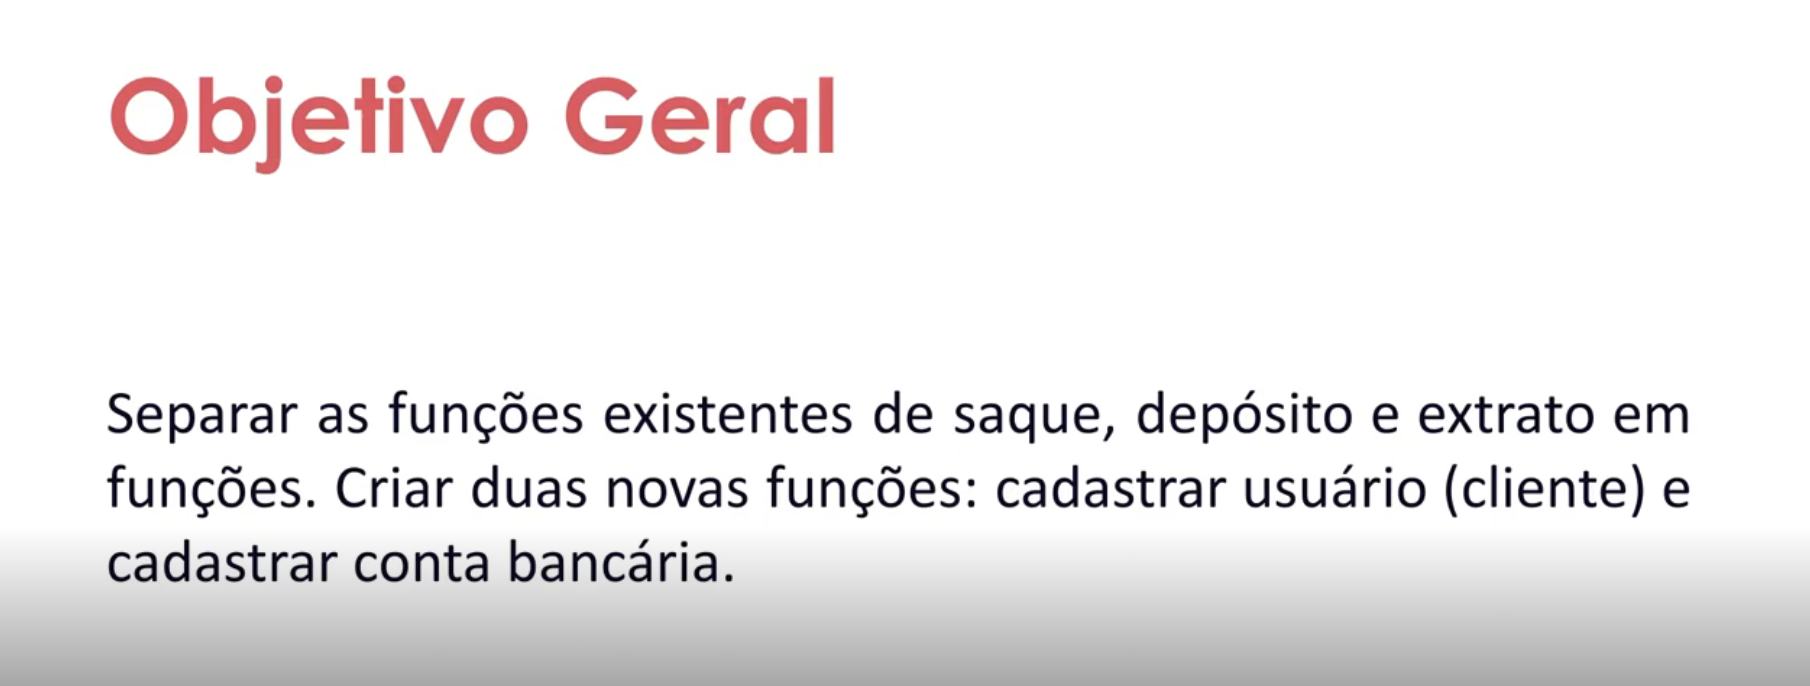 Objetivo Geral
Separar as funções existentes de saque, depósito e extrato em
funções. Criar duas novas funções: cadastrar usuário (cliente) e
cadastrar conta bancária.